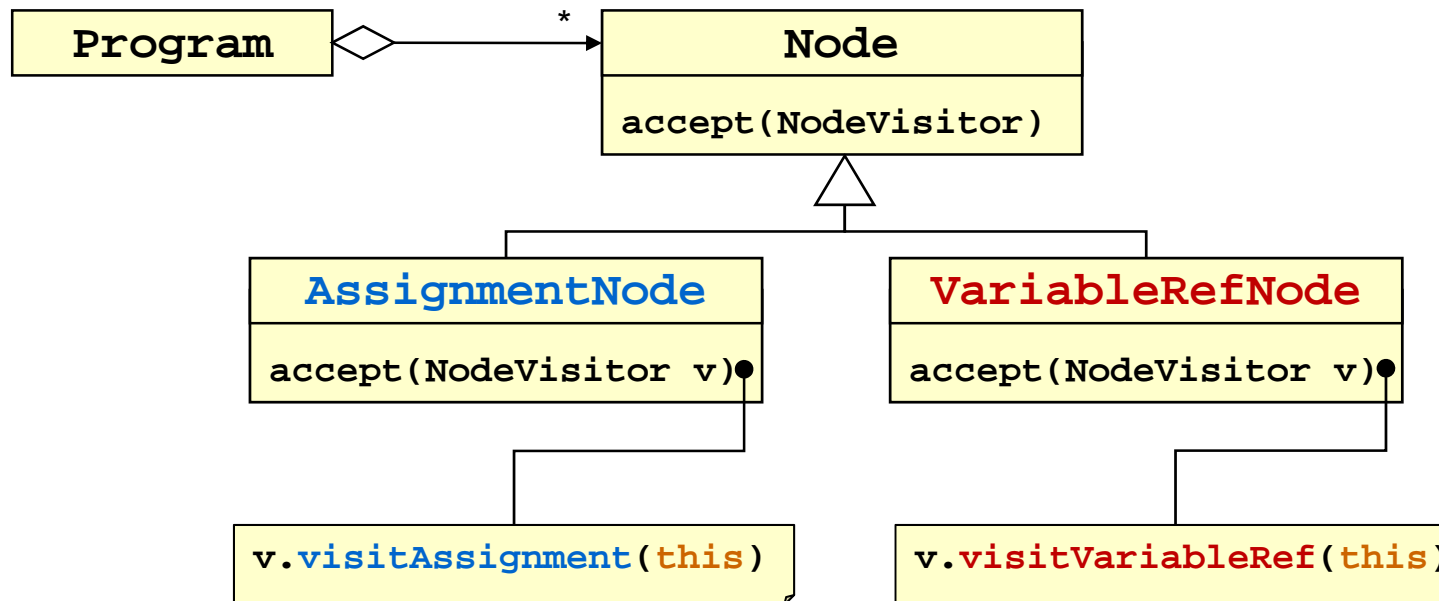 Program
*
Node
accept(NodeVisitor)
AssignmentNode
VariableRefNode
accept(NodeVisitor v)
accept(NodeVisitor v)
v.visitAssignment(this)
v.visitVariableRef(this)